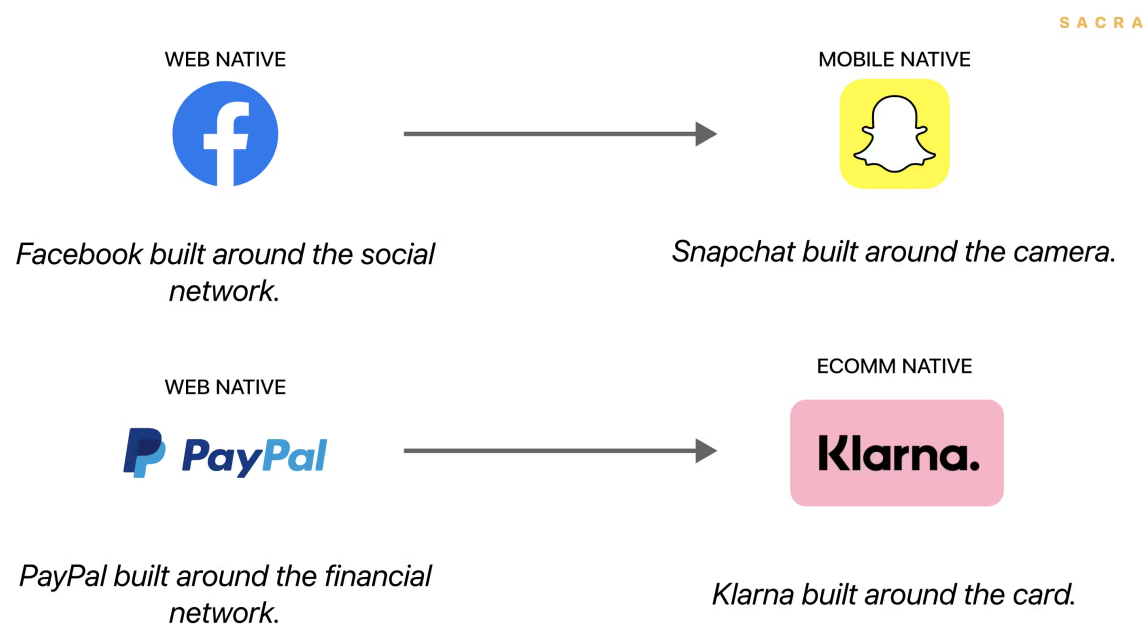 SACRA
WEB NATIVE
MOBILE NATIVE
Facebook built around the social
network.
Snapchat built around the camera.
WEB NATIVE
ECOMM NATIVE
PayPal
Klarna.
PayPal built around the financial
network.
Klarna built around the card.